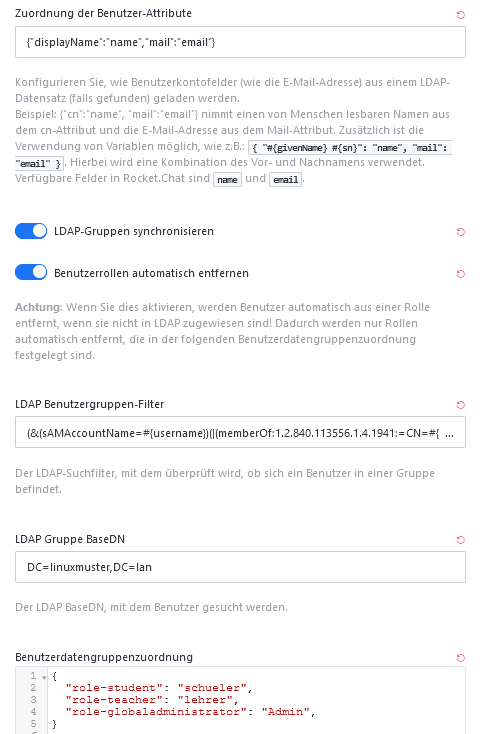 Zuordnung der Benutzer-Attribute
{"displayName":"name","mail":"email"}
Konfigurieren Sie, wie Benutzerkontofelder (wie die E-Mail-Adresse) aus einem LDAP-
Datensatz (falls gefunden) geladen werden.
Beispiel: {"cn":"name", "mail":"email"} nimmt einen von Menschen lesbaren Namen aus
dem cn-Attribut und die E-Mail-Adresse aus dem Mail-Attribut. Zusätzlich ist die
Verwendung von Variablen möglich, wie z.B.: { "#{givenName} #{sn}": "name", "mail":
"email" }. Hierbei wird eine Kombination des Vor- und Nachnamens verwendet.
Verfügbare Felder in Rocket.Chat sind name und email.
LDAP-Gruppen synchronisieren
Benutzerrollen automatisch entfernen
Achtung: Wenn Sie dies aktivieren, werden Benutzer automatisch aus einer Rolle
entfernt, wenn sie nicht in LDAP zugewiesen sind! Dadurch werden nur Rollen
automatisch entfernt, die in der folgenden Benutzerdatengruppenzuordnung
festgelegt sind.
LDAP Benutzergruppen-Filter
(&(sAMAccountName=#{username})(|(memberOf:1.2.840.113556.1.4.1941:=CN=#{ ...
Der LDAP-Suchfilter, mit dem überprüft wird, ob sich ein Benutzer in einer Gruppe
befindet.
LDAP Gruppe BaseDN
DC=linuxmuster,DC=lan
Der LDAP BaseDN, mit dem Benutzer gesucht werden.
Benutzerdatengruppenzuordnung
1 {
2 "role-student": "schueler",
3 "role-teacher": "lehrer",
4 "role-globaladministrator": "Admin",
5 }